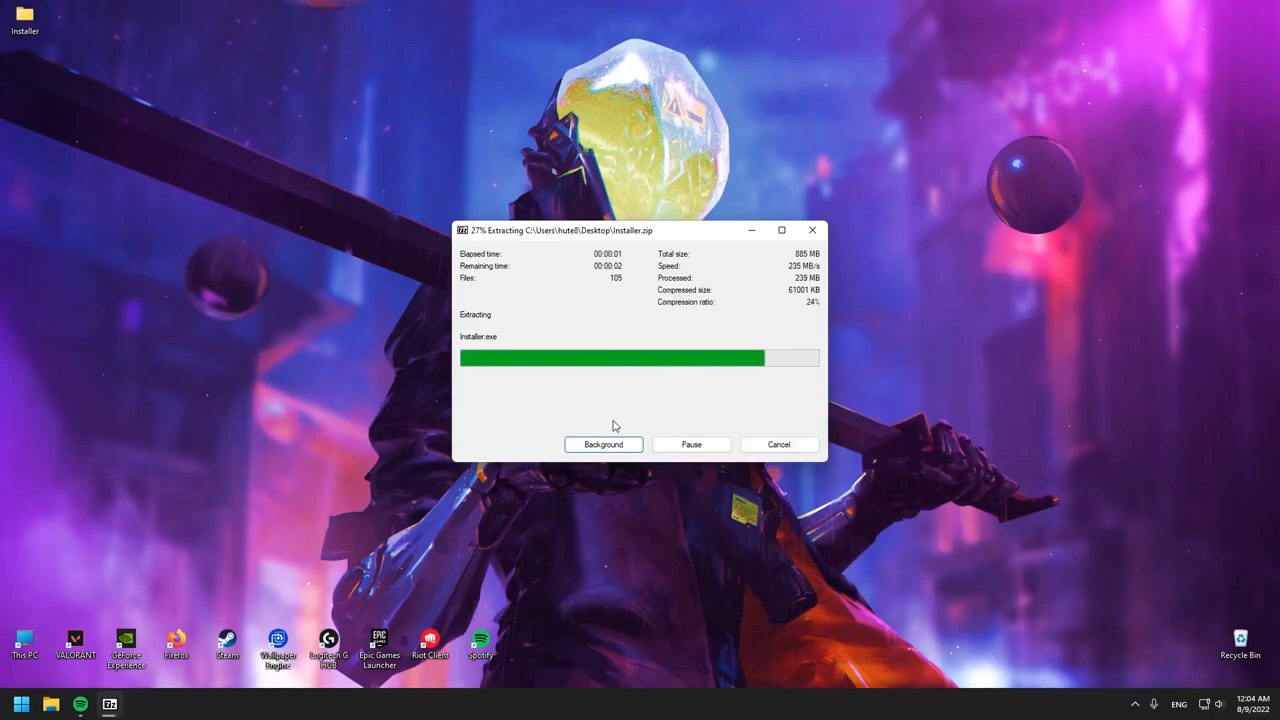 Installer
27% Extracting C:\Users\hute8\Desktop\Installer.zip
Elapsed time: 00:00:01 Total size: 885 MB
Remaining time: 00:00:02 Speed: 235 MB/s
Files: 105 Processed: 239 MB
Compressed size: 61001 KB
Compression ratio: 24%
Extracting
Installer.exe
Background Pause Cancel
This PC
VALORANT
GeForce
Experience
Firefox
Steam
Wallpaper
Engine
Logitech G
HUB
EPIC
GAMES
Epic Games
Launcher
Riot Client
Spotify
Recycle Bin
7z
ENG
12:04 AM
8/9/2022